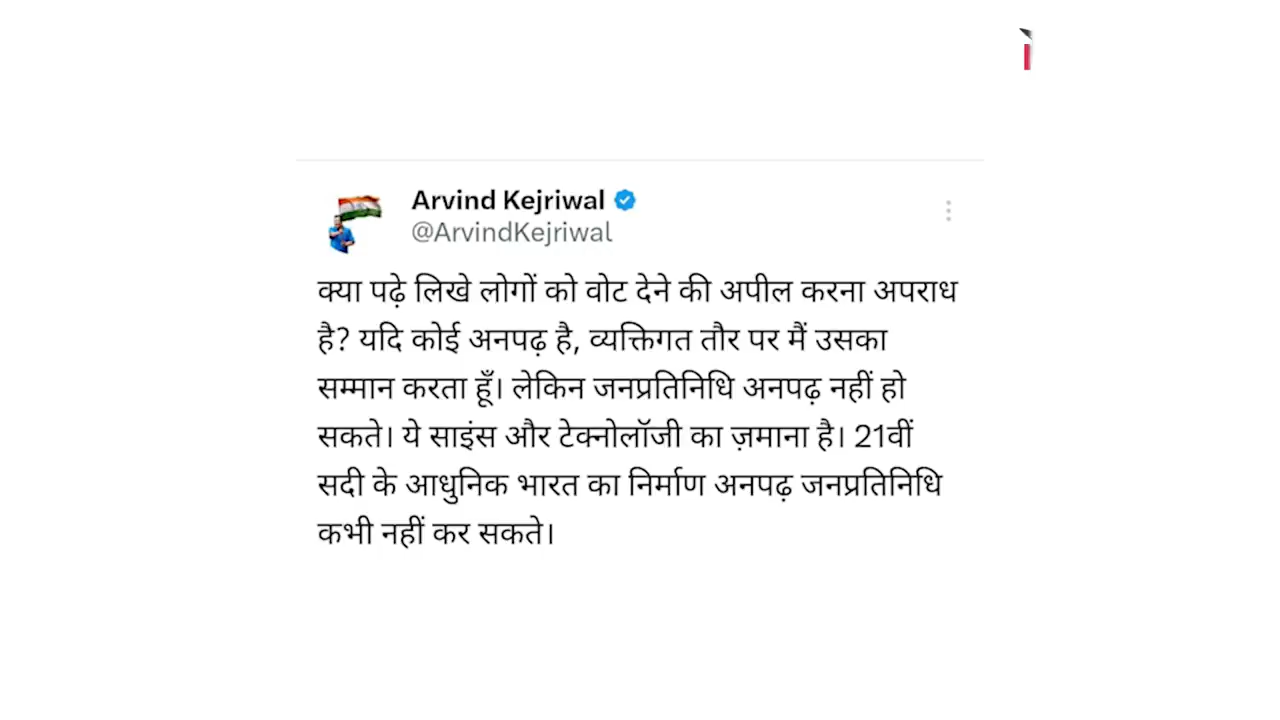 Arvind Kejriwal
@ArvindKejriwal
क्या पढ़े लिखे लोगों को वोट देने की अपील करना अपराध
है? यदि कोई अनपढ़ है, व्यक्तिगत तौर पर मैं उसका
सम्मान करता हूँ। लेकिन जनप्रतिनिधि अनपढ़ नहीं हो
सकते। ये साइंस और टेक्नोलॉजी का ज़माना है। 21वीं
सदी के आधुनिक भारत का निर्माण अनपढ़ जनप्रतिनिधि
कभी नहीं कर सकते।